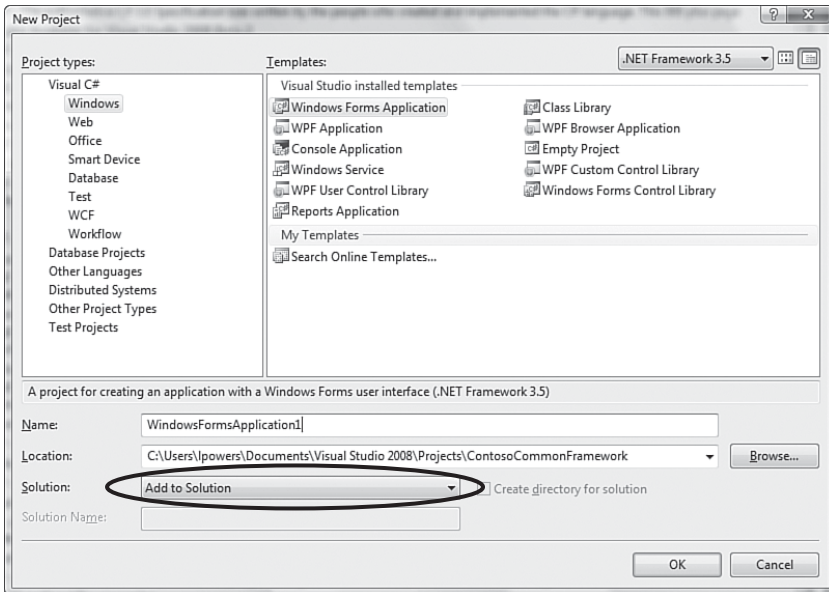 New Project
Project types:
Visual C#
Windows
Web
Office
Smart Device
Database
Test
WCF
Workflow
Database Projects
Other Languages
Distributed Systems
Other Project Types
Test Projects
Templates:
.NET Framework 3.5
Visual Studio installed templates
Windows Forms Application
Class Library
WPF Application
WPF Browser Application
Console Application
Empty Project
Windows Service
WPF Custom Control Library
WPF User Control Library
Windows Forms Control Library
Reports Application
My Templates
Search Online Templates...
A project for creating an application with a Windows Forms user interface (.NET Framework 3.5)
Name: WindowsFormsApplication1
Location: C:\Users\lpowers\Documents\Visual Studio 2008\Projects\ContosoCommonFramework Browse...
Solution: Add to Solution Create directory for solution
Solution Name:
OK Cancel